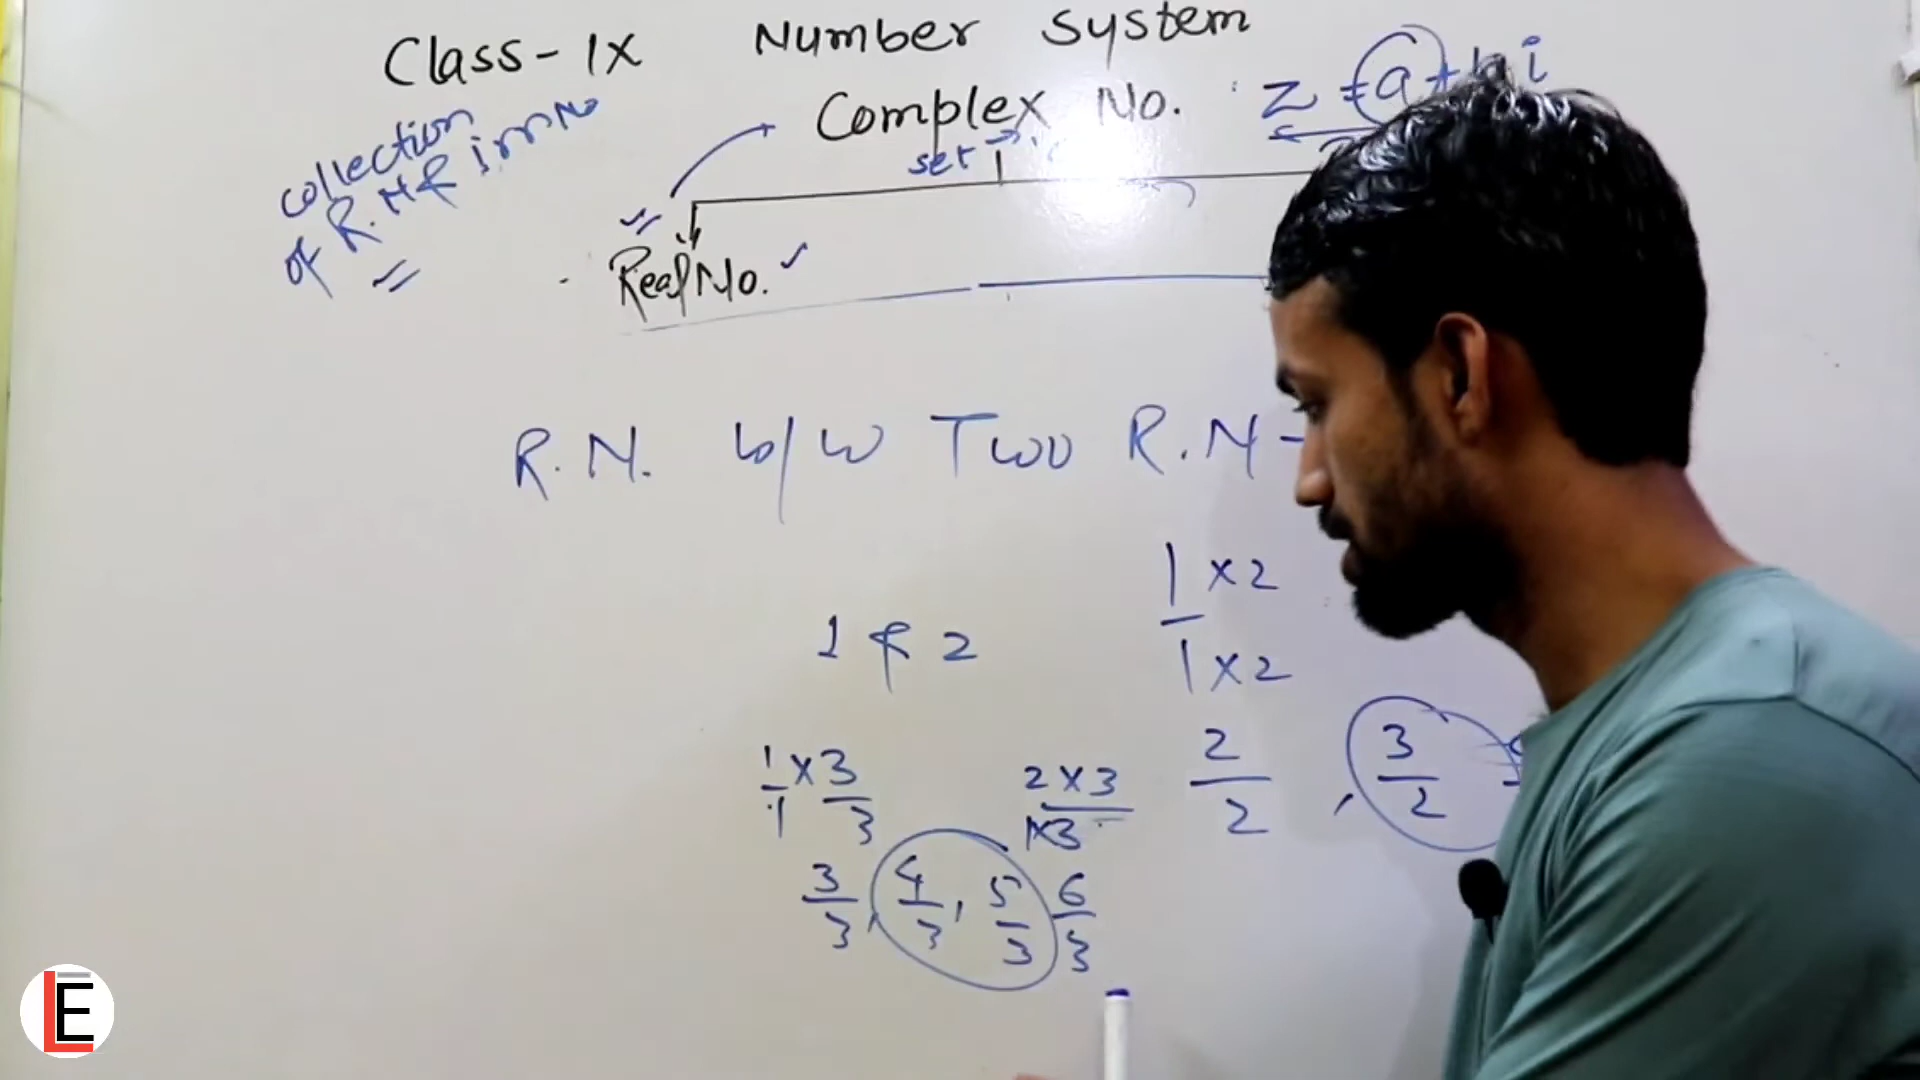 Class-IX Number System
Complex No. Z = a + b i
set
collection
of R.N & irr No
Real No.
R.N. b/w Two R.N -
1 & 2
1 × 2
1 × 2
1/1 × 3/3
2 × 3
1×3
2/2 , 3/2
3/3, 4/3, 5/3 6/3
LE